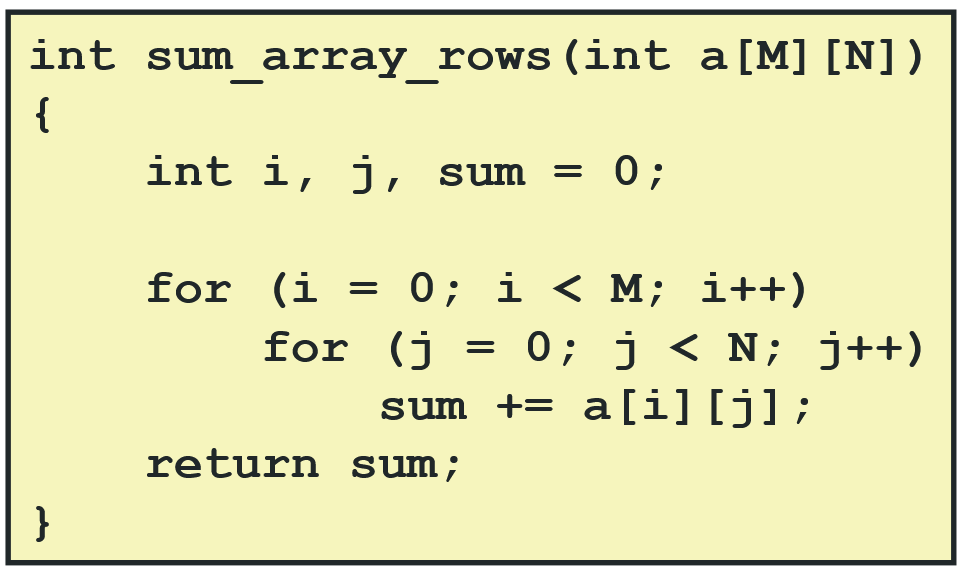 int sum_array_rows(int a[M][N])
{
    int i, j, sum = 0;

    for (i = 0; i < M; i++)
        for (j = 0; j < N; j++)
            sum += a[i][j];
    return sum;
}